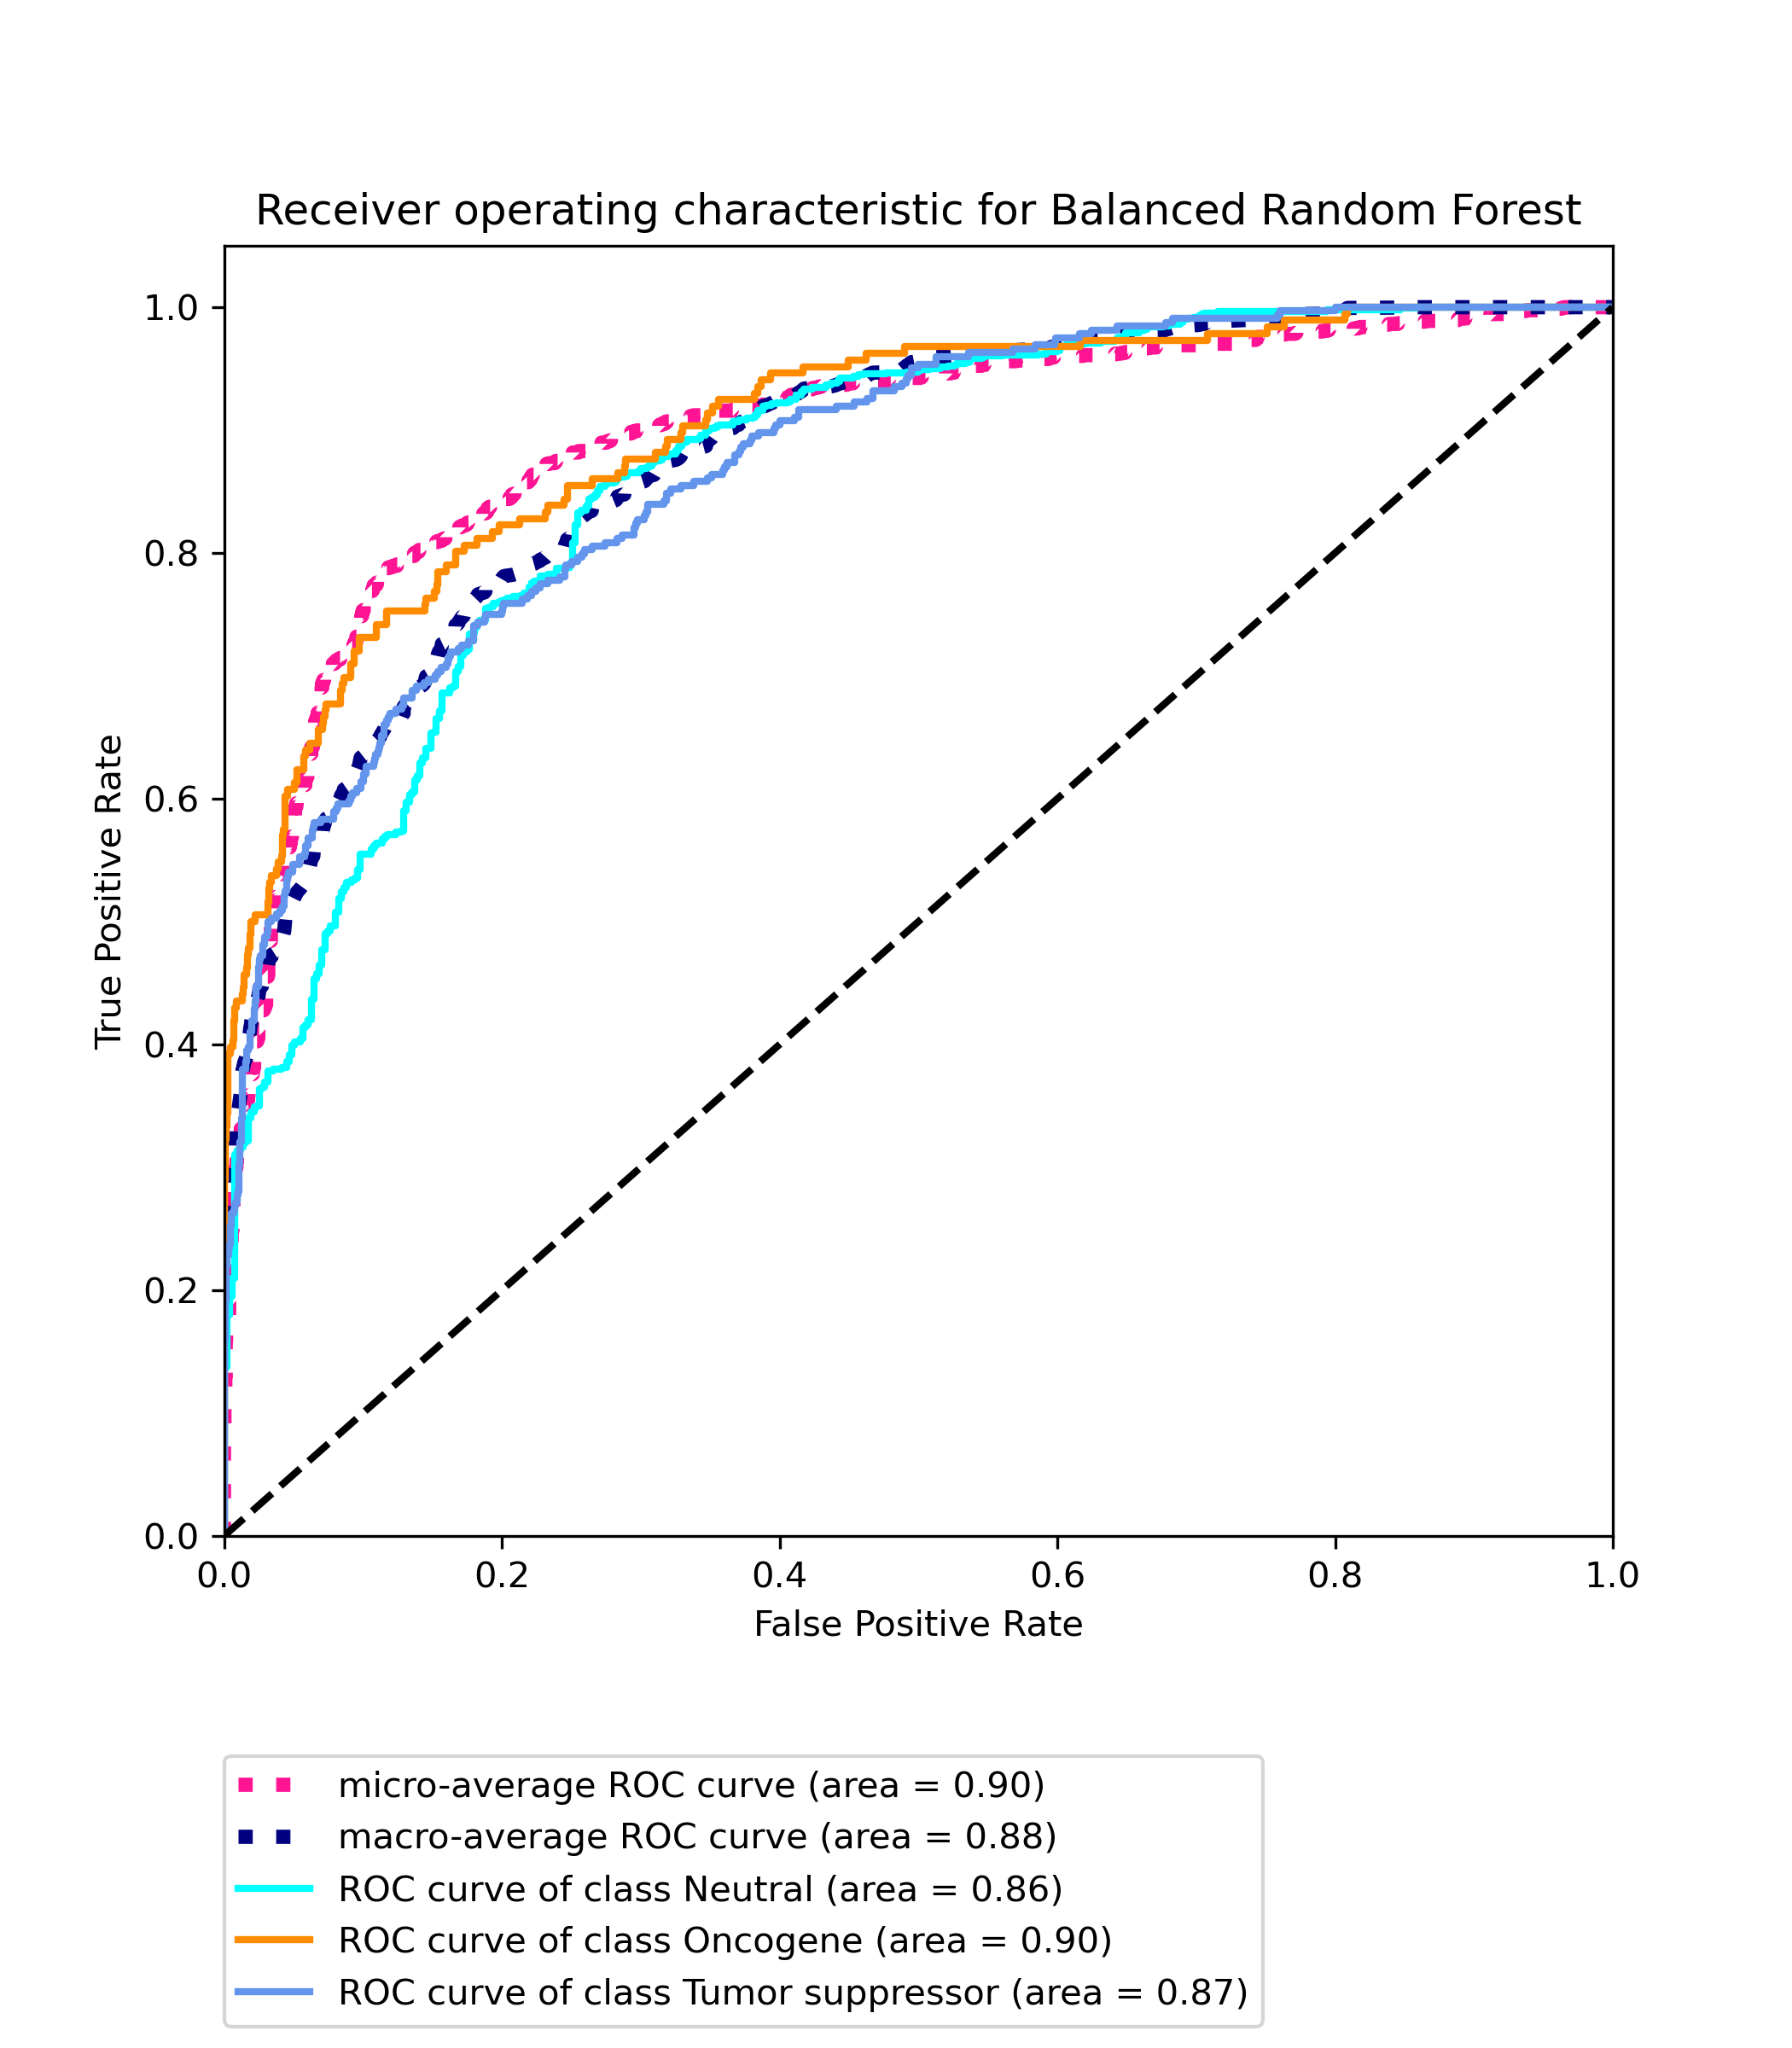 Receiver operating characteristic for Balanced Random Forest
1.0
0.8
0.6
0.4
0.2
0.0
True Positive Rate
0.0 0.2 0.4 0.6 0.8 1.0
False Positive Rate
micro-average ROC curve (area = 0.90)
macro-average ROC curve (area = 0.88)
ROC curve of class Neutral (area = 0.86)
ROC curve of class Oncogene (area = 0.90)
ROC curve of class Tumor suppressor (area = 0.87)